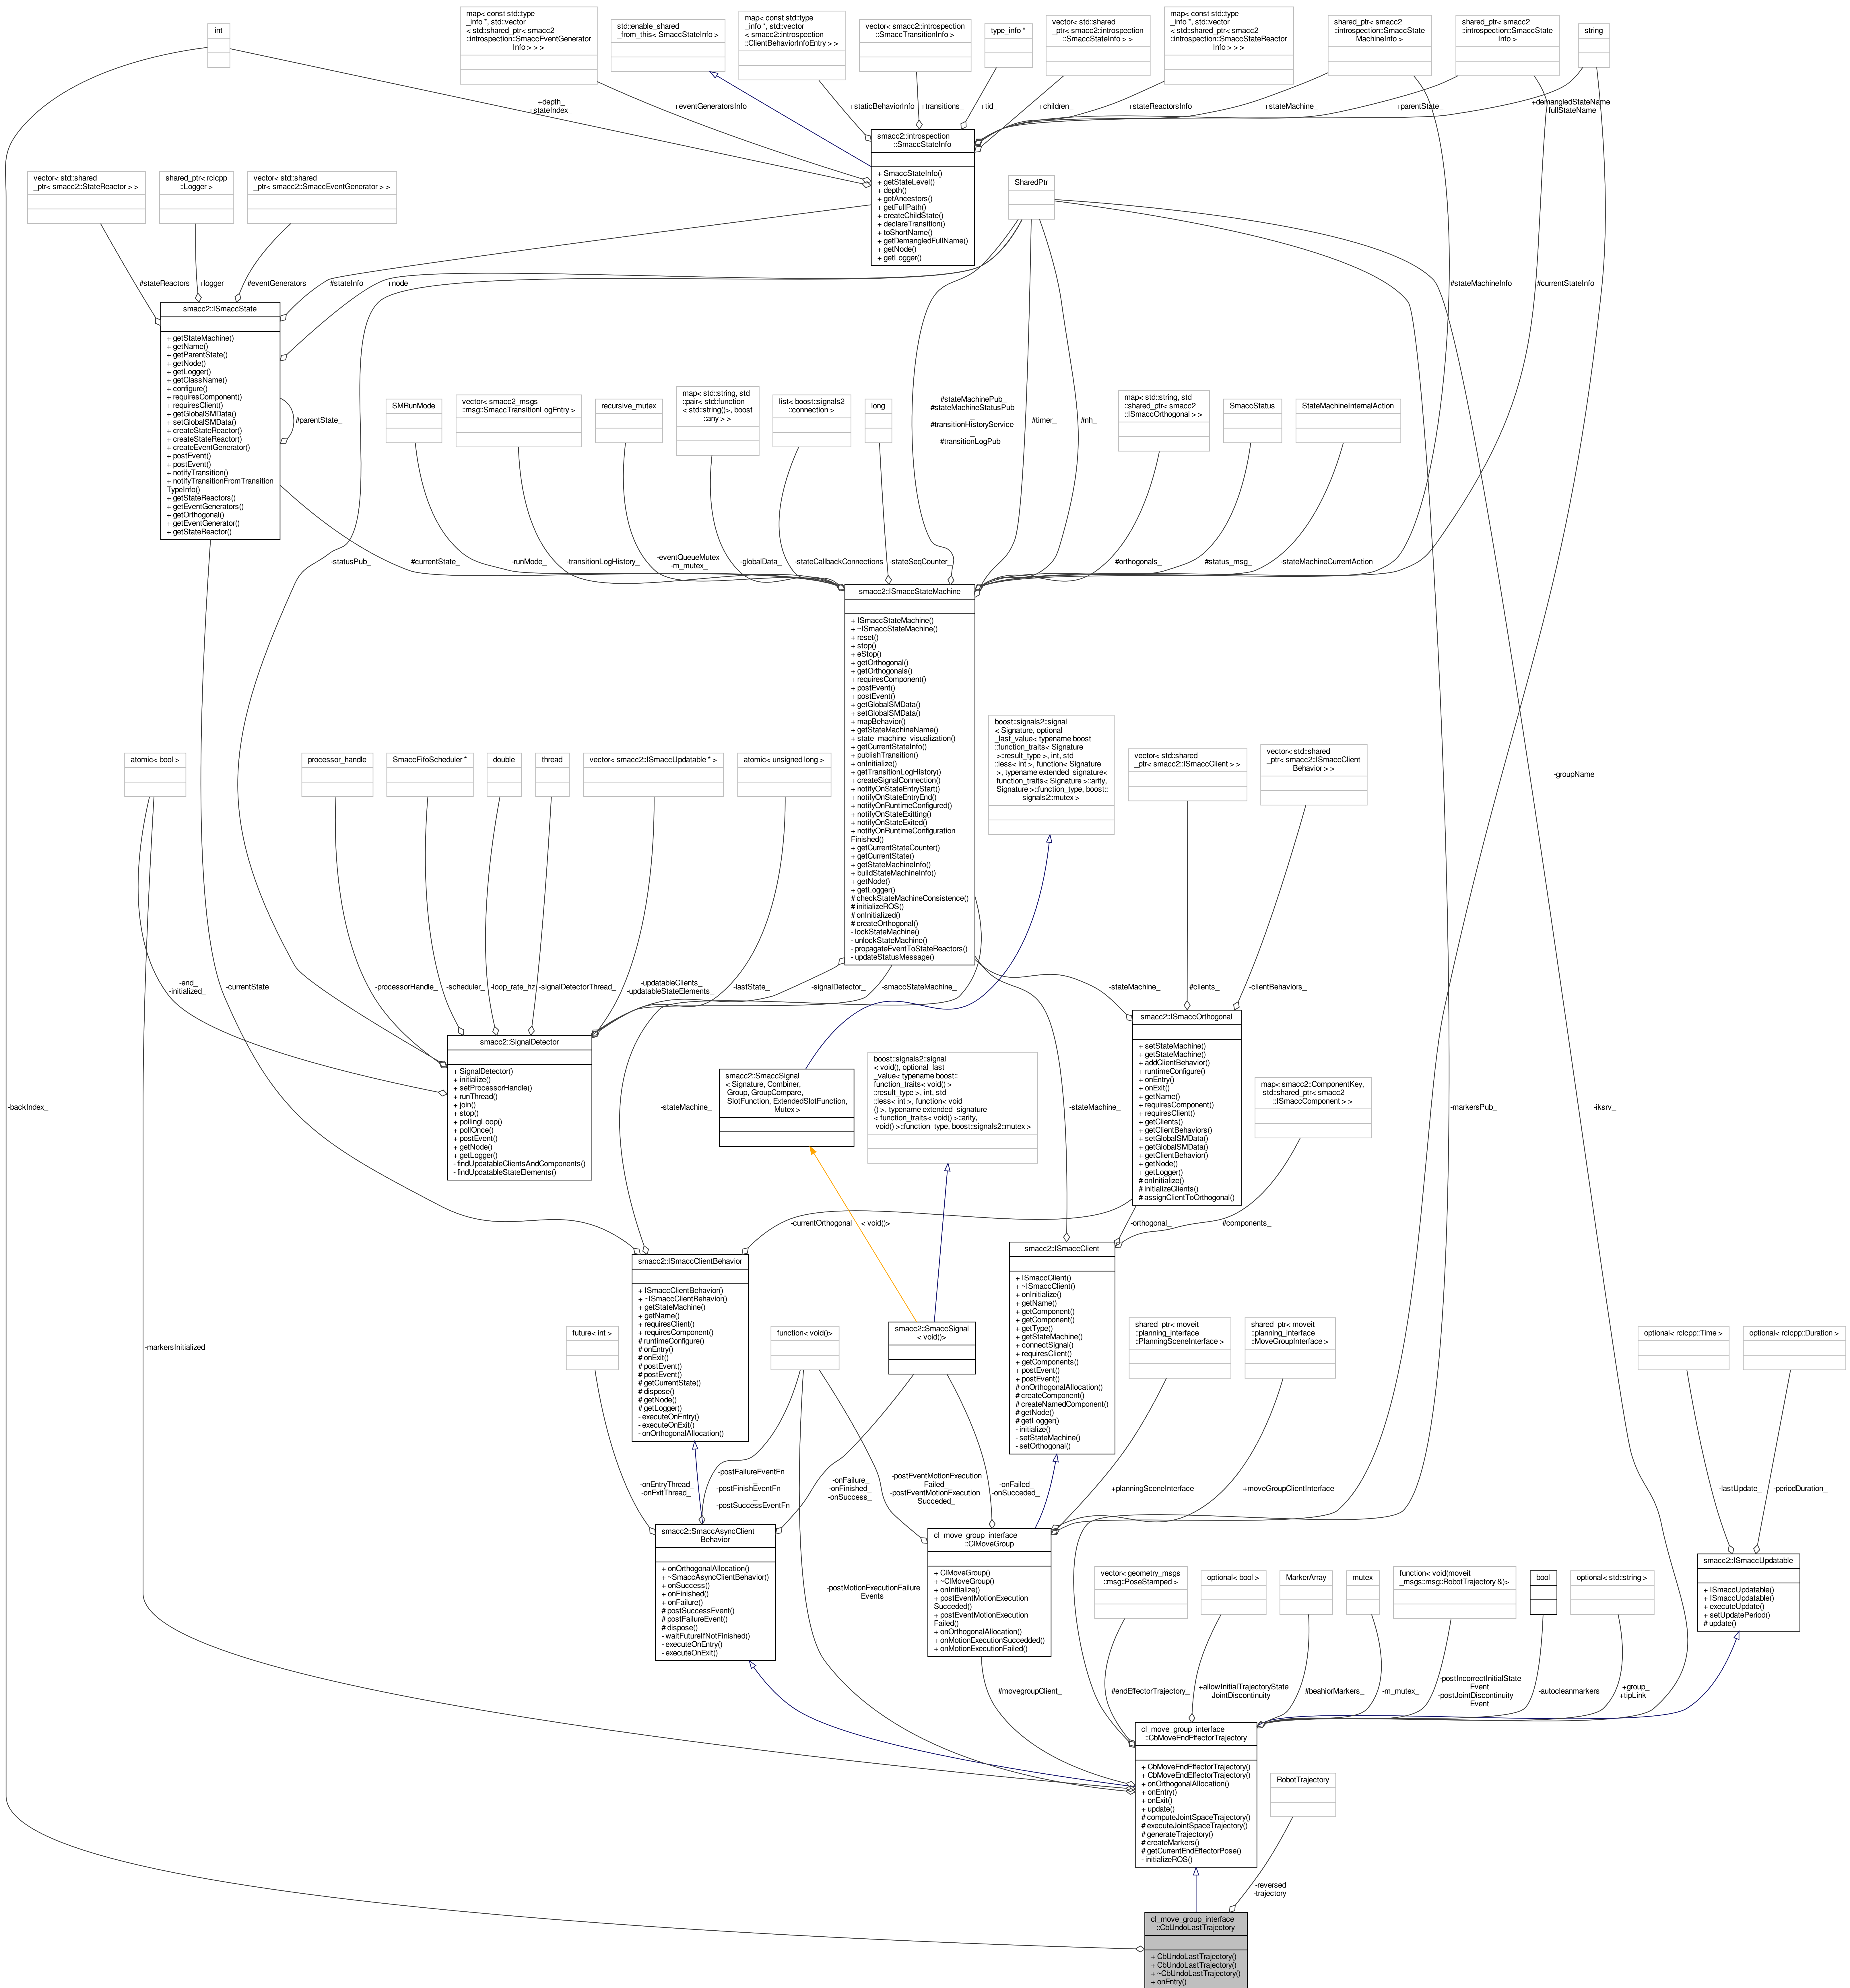 int
map< const std::type
_info *, std::vector
< std::shared_ptr< smacc2
::introspection::SmaccEventGenerator
Info > > >
std::enable_shared
_from_this< SmaccStateInfo >
map< const std::type
_info *, std::vector
< smacc2::introspection
::ClientBehaviorInfoEntry > >
vector< smacc2::introspection
::SmaccTransitionInfo >
type_info *
vector< std::shared
_ptr< smacc2::introspection
::SmaccStateInfo > >
map< const std::type
_info *, std::vector
< std::shared_ptr< smacc2
::introspection::SmaccStateReactor
Info > > >
shared_ptr< smacc2
::introspection::SmaccState
MachineInfo >
shared_ptr< smacc2
::introspection::SmaccState
Info >
string
+depth_
+stateIndex_
+eventGeneratorsInfo
+staticBehaviorInfo
+transitions_
+tid_
+children_
+stateReactorsInfo
+stateMachine_
+parentState_
+demangledStateName
+fullStateName
smacc2::introspection
::SmaccStateInfo
+ SmaccStateInfo()
+ getStateLevel()
+ depth()
+ getAncestors()
+ getFullPath()
+ createChildState()
+ declareTransition()
+ toShortName()
+ getDemangledFullName()
+ getNode()
+ getLogger()
vector< std::shared
_ptr< smacc2::StateReactor > >
shared_ptr< rclcpp
::Logger >
vector< std::shared
_ptr< smacc2::SmaccEventGenerator > >
SharedPtr
#stateReactors_
+logger_
#eventGenerators_
#stateInfo_
+node_
#stateMachineInfo_
#currentStateInfo_
smacc2::ISmaccState
+ getStateMachine()
+ getName()
+ getParentState()
+ getNode()
+ getLogger()
+ getClassName()
+ configure()
+ requiresComponent()
+ requiresClient()
+ getGlobalSMData()
+ setGlobalSMData()
+ createStateReactor()
+ createStateReactor()
+ createEventGenerator()
+ postEvent()
+ postEvent()
+ notifyTransition()
+ notifyTransitionFromTransition
TypeInfo()
+ getStateReactors()
+ getEventGenerators()
+ getOrthogonal()
+ getEventGenerator()
+ getStateReactor()
#parentState_
SMRunMode
vector< smacc2_msgs
::msg::SmaccTransitionLogEntry >
recursive_mutex
map< std::string, std
::pair< std::function
< std::string()>, boost
::any > >
list< boost::signals2
::connection >
long
#stateMachinePub_
#stateMachineStatusPub
_
#transitionHistoryService
_
#transitionLogPub_
#timer_
#nh_
map< std::string, std
::shared_ptr< smacc2
::ISmaccOrthogonal > >
SmaccStatus
StateMachineInternalAction
-statusPub_
#currentState_
-runMode_
-transitionLogHistory_
-eventQueueMutex_
-m_mutex_
-globalData_
-stateCallbackConnections
-stateSeqCounter_
#orthogonals_
#status_msg_
-stateMachineCurrentAction
smacc2::ISmaccStateMachine
+ ISmaccStateMachine()
+ ~ISmaccStateMachine()
+ reset()
+ stop()
+ eStop()
+ getOrthogonal()
+ getOrthogonals()
+ requiresComponent()
+ postEvent()
+ postEvent()
+ getGlobalSMData()
+ setGlobalSMData()
+ mapBehavior()
+ getStateMachineName()
+ state_machine_visualization()
+ getCurrentStateInfo()
+ publishTransition()
+ onInitialize()
+ getTransitionLogHistory()
+ createSignalConnection()
+ notifyOnStateEntryStart()
+ notifyOnStateEntryEnd()
+ notifyOnRuntimeConfigured()
+ notifyOnStateExitting()
+ notifyOnStateExited()
+ notifyOnRuntimeConfiguration
Finished()
+ getCurrentStateCounter()
+ getCurrentState()
+ getStateMachineInfo()
+ buildStateMachineInfo()
+ getNode()
+ getLogger()
# checkStateMachineConsistence()
# initializeROS()
# onInitialized()
# createOrthogonal()
- lockStateMachine()
- unlockStateMachine()
- propagateEventToStateReactors()
- updateStatusMessage()
boost::signals2::signal
< Signature, optional
_last_value< typename boost
::function_traits< Signature
>::result_type >, int, std
::less< int >, function< Signature
>, typename extended_signature<
function_traits< Signature >::arity,
Signature >::function_type, boost::
signals2::mutex >
vector< std::shared
_ptr< smacc2::ISmaccClient > >
vector< std::shared
_ptr< smacc2::ISmaccClient
Behavior > >
-groupName_
atomic< bool >
processor_handle
SmaccFifoScheduler *
double
thread
vector< smacc2::ISmaccUpdatable * >
atomic< unsigned long >
-end_
-initialized_
-currentState
-processorHandle_
-scheduler_
-loop_rate_hz
-signalDetectorThread_
-updatableClients_
-updatableStateElements_
-lastState_
-signalDetector_
-smaccStateMachine_
-stateMachine_
#clients_
-clientBehaviors_
smacc2::SignalDetector
+ SignalDetector()
+ initialize()
+ setProcessorHandle()
+ runThread()
+ join()
+ stop()
+ pollingLoop()
+ pollOnce()
+ postEvent()
+ getNode()
+ getLogger()
- findUpdatableClientsAndComponents()
- findUpdatableStateElements()
smacc2::ISmaccOrthogonal
+ setStateMachine()
+ getStateMachine()
+ addClientBehavior()
+ runtimeConfigure()
+ onEntry()
+ onExit()
+ getName()
+ requiresComponent()
+ requiresClient()
+ getClients()
+ getClientBehaviors()
+ setGlobalSMData()
+ getGlobalSMData()
+ getClientBehavior()
+ getNode()
+ getLogger()
# onInitialize()
# initializeClients()
# assignClientToOrthogonal()
smacc2::SmaccSignal
< Signature, Combiner,
Group, GroupCompare,
SlotFunction, ExtendedSlotFunction,
Mutex >
boost::signals2::signal
< void(), optional_last
_value< typename boost::
function_traits< void() >
::result_type >, int, std
::less< int >, function< void
() >, typename extended_signature
< function_traits< void() >::arity,
void() >::function_type, boost::signals2::mutex >
map< smacc2::ComponentKey,
std::shared_ptr< smacc2
::ISmaccComponent > >
-backIndex_
-stateMachine_
-stateMachine_
-markersPub_
-iksrv_
-currentOrthogonal
< void()>
-orthogonal_
#components_
smacc2::ISmaccClientBehavior
+ ISmaccClientBehavior()
+ ~ISmaccClientBehavior()
+ getStateMachine()
+ getName()
+ requiresClient()
+ requiresComponent()
# runtimeConfigure()
# onEntry()
# onExit()
# postEvent()
# postEvent()
# getCurrentState()
# dispose()
# getNode()
# getLogger()
- executeOnEntry()
- executeOnExit()
- onOrthogonalAllocation()
smacc2::ISmaccClient
+ ISmaccClient()
+ ~ISmaccClient()
+ onInitialize()
+ getName()
+ getComponent()
+ getComponent()
+ getType()
+ getStateMachine()
+ connectSignal()
+ requiresClient()
+ getComponents()
+ postEvent()
+ postEvent()
# onOrthogonalAllocation()
# createComponent()
# createNamedComponent()
# getNode()
# getLogger()
- initialize()
- setStateMachine()
- setOrthogonal()
-markersInitialized_
future< int >
function< void()>
smacc2::SmaccSignal
< void()>
shared_ptr< moveit
::planning_interface
::PlanningSceneInterface >
shared_ptr< moveit
::planning_interface
::MoveGroupInterface >
optional< rclcpp::Time >
optional< rclcpp::Duration >
-onEntryThread_
-onExitThread_
-postFailureEventFn
_
-postFinishEventFn
_
-postSuccessEventFn_
-onFailure_
-onFinished_
-onSuccess_
-postEventMotionExecution
Failed_
-postEventMotionExecution
Succeded_
-onFailed_
-onSucceded_
+planningSceneInterface
+moveGroupClientInterface
-lastUpdate_
-periodDuration_
smacc2::SmaccAsyncClient
Behavior
+ onOrthogonalAllocation()
+ ~SmaccAsyncClientBehavior()
+ onSuccess()
+ onFinished()
+ onFailure()
# postSuccessEvent()
# postFailureEvent()
# dispose()
- waitFutureIfNotFinished()
- executeOnEntry()
- executeOnExit()
-postMotionExecutionFailure
Events
cl_move_group_interface
::ClMoveGroup
+ ClMoveGroup()
+ ~ClMoveGroup()
+ onInitialize()
+ postEventMotionExecution
Succeded()
+ postEventMotionExecution
Failed()
+ onOrthogonalAllocation()
+ onMotionExecutionSuccedded()
+ onMotionExecutionFailed()
vector< geometry_msgs
::msg::PoseStamped >
optional< bool >
MarkerArray
mutex
function< void(moveit
_msgs::msg::RobotTrajectory &)>
bool
optional< std::string >
smacc2::ISmaccUpdatable
+ ISmaccUpdatable()
+ ISmaccUpdatable()
+ executeUpdate()
+ setUpdatePeriod()
# update()
#movegroupClient_
#endEffectorTrajectory_
+allowInitialTrajectoryState
JointDiscontinuity_
#beahiorMarkers_
-m_mutex_
-postIncorrectInitialState
Event
-postJointDiscontinuity
Event
-autocleanmarkers
+group_
+tipLink_
cl_move_group_interface
::CbMoveEndEffectorTrajectory
+ CbMoveEndEffectorTrajectory()
+ CbMoveEndEffectorTrajectory()
+ onOrthogonalAllocation()
+ onEntry()
+ onExit()
+ update()
# computeJointSpaceTrajectory()
# executeJointSpaceTrajectory()
# generateTrajectory()
# createMarkers()
# getCurrentEndEffectorPose()
- initializeROS()
RobotTrajectory
-reversed
-trajectory
cl_move_group_interface
::CbUndoLastTrajectory
+ CbUndoLastTrajectory()
+ CbUndoLastTrajectory()
+ ~CbUndoLastTrajectory()
+ onEntry()